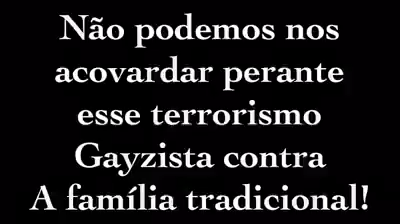 Não podemos nos
acovardar perante
esse terrorismo
Gayzista contra
A família tradicional!